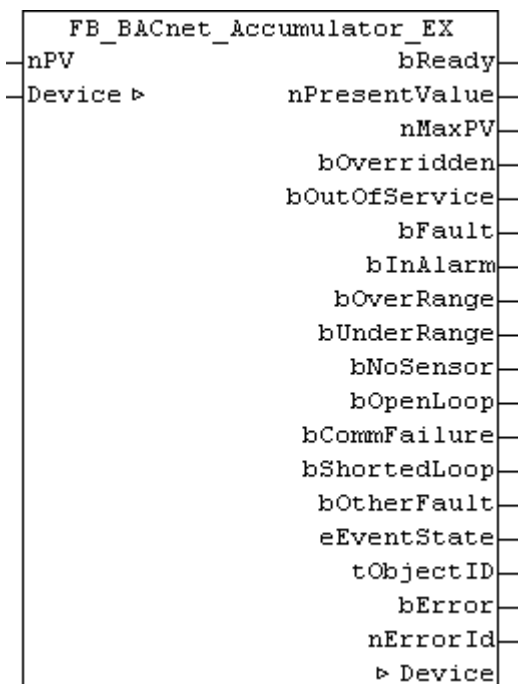 FB_BACnet_Accumulator_EX
nPV bReady
Device ▷ nPresentValue
nMaxPV
bOverridden
bOutOfService
bFault
bInAlarm
bOverRange
bUnderRange
bNoSensor
bOpenLoop
bCommFailure
bShortedLoop
bOtherFault
eEventState
tObjectID
bError
nErrorId
▷ Device